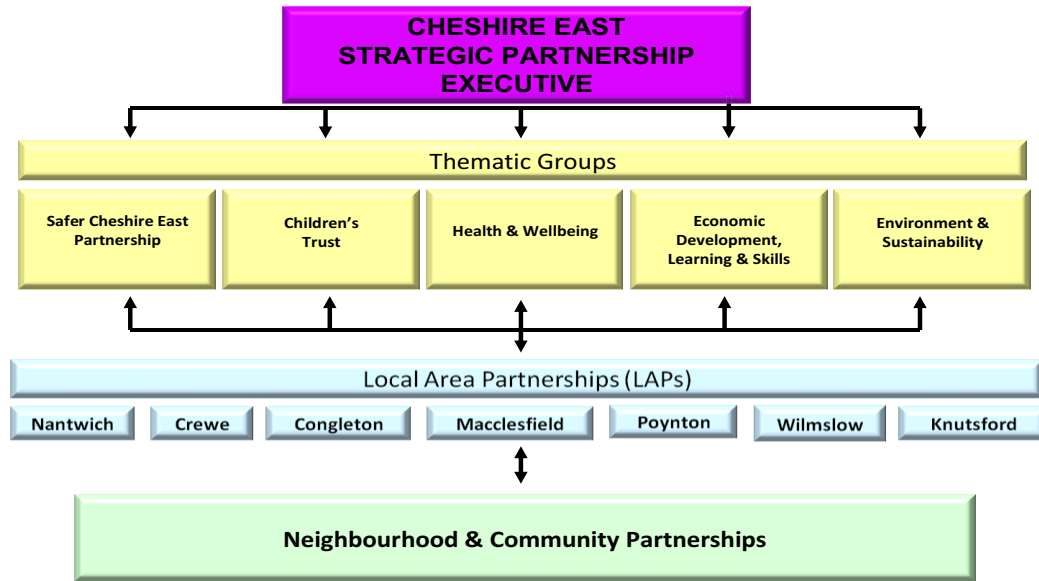 CHESHIRE EAST
STRATEGIC PARTNERSHIP
EXECUTIVE
Thematic Groups
Safer Cheshire East
Partnership
Children's
Trust
Health & Wellbeing
Economic
Development,
Learning & Skills
Environment &
Sustainability
Local Area Partnerships (LAPs)
Nantwich
Crewe
Congleton
Macclesfield
Poynton
Wilmslow
Knutsford
Neighbourhood & Community Partnerships